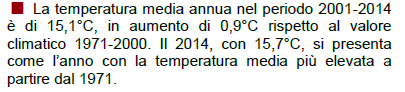 La temperatura media annua nel periodo 2001-2014
è di 15,1°C, in aumento di 0,9°C rispetto al valore
climatico 1971-2000. Il 2014, con 15,7°C, si presenta
come l'anno con la temperatura media più elevata a
partire dal 1971.